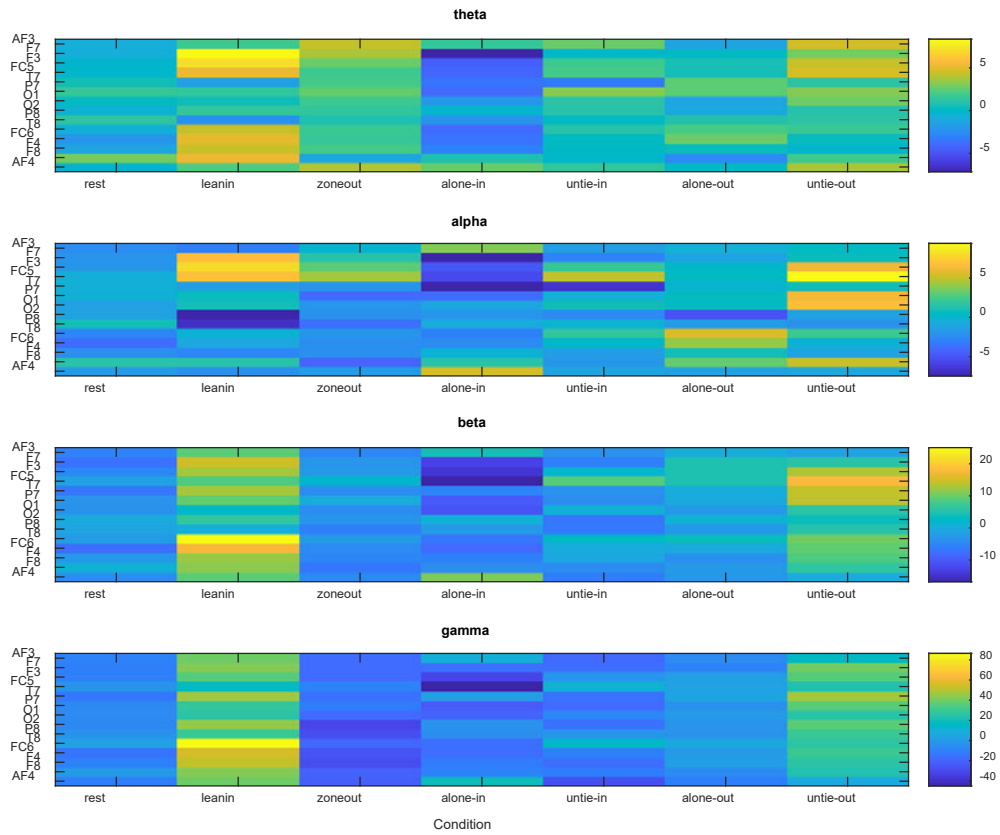 theta
AF3
F7
F3
FC5
T7
P7
O1
O2
P8
T8
FC6
F4
F8
AF4
5
0
-5
rest leanin zoneout alone-in untie-in alone-out untie-out
alpha
AF3
F7
F3
FC5
T7
P7
O1
O2
P8
T8
FC6
F4
F8
AF4
5
0
-5
rest leanin zoneout alone-in untie-in alone-out untie-out
beta
AF3
F7
F3
FC5
T7
P7
O1
O2
P8
T8
FC6
F4
F8
AF4
20
10
0
-10
rest leanin zoneout alone-in untie-in alone-out untie-out
gamma
AF3
F7
F3
FC5
T7
P7
O1
O2
P8
T8
FC6
F4
F8
AF4
80
60
40
20
0
-20
-40
rest leanin zoneout alone-in untie-in alone-out untie-out
Condition